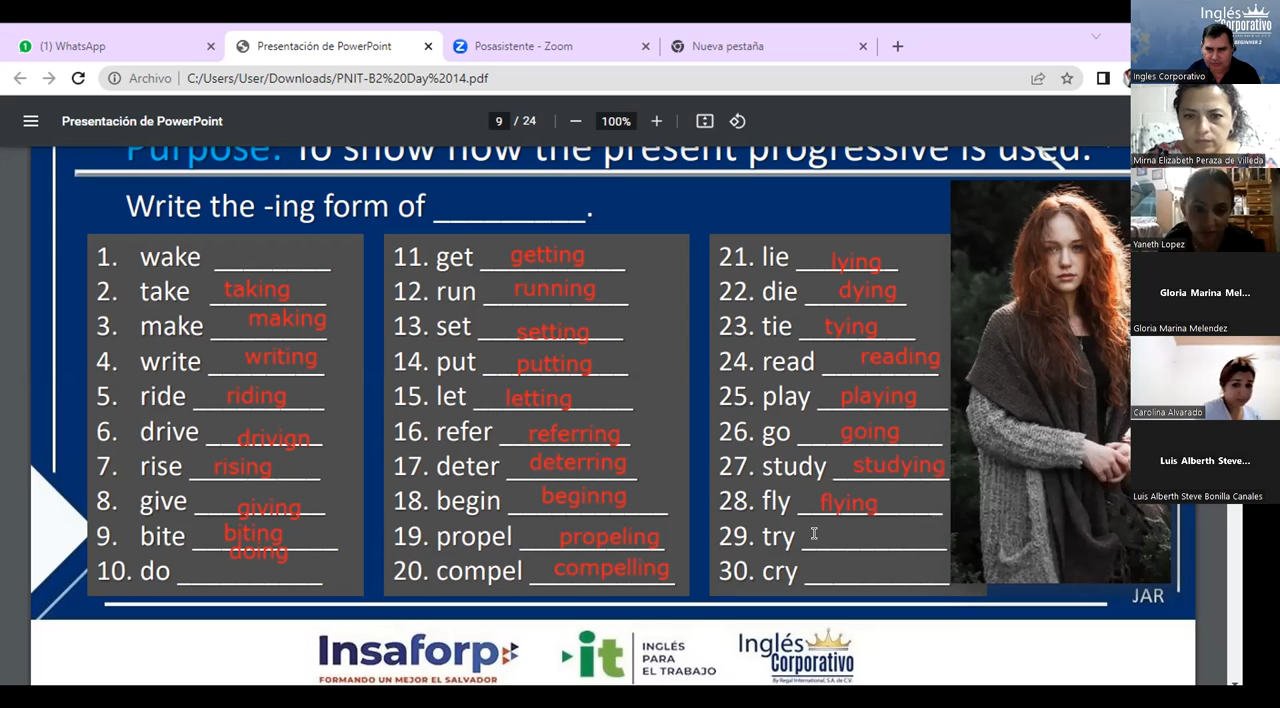 (1) WhatsApp
Presentación de PowerPoint
Posasistente - Zoom
Nueva pestaña
Archivo C:/Users/User/Downloads/PNIT-B2%20Day%2014.pdf
Presentación de PowerPoint
9 / 24
100%
Purpose: To show how the present progressive is used.
Write the -ing form of __________.
1. wake
2. take taking
3. make making
4. write writing
5. ride riding
6. drive drivign
7. rise rising
8. give giving
9. bite biting
10. do doing
11. get getting
12. run running
13. set setting
14. put putting
15. let letting
16. refer referring
17. deter deterring
18. begin beginng
19. propel propeling
20. compel compelling
21. lie lying
22. die dying
23. tie tying
24. read reading
25. play playing
26. go going
27. study studying
28. fly flying
29. try
30. cry
JAR
Insaforp
FORMANDO UN MEJOR EL SALVADOR
it
INGLÉS
PARA
EL TRABAJO
Inglés
Corporativo
By Regal International, S.A. de C.V.
Inglés
Corporativo
BEGINNER 2
Ingles Corporativo
Mirna Elizabeth Peraza de Villeda
Yaneth Lopez
Gloria Marina Mel...
Gloria Marina Melendez
Carolina Alvarado
Luis Alberth Steve...
Luis Alberth Steve Bonilla Canales